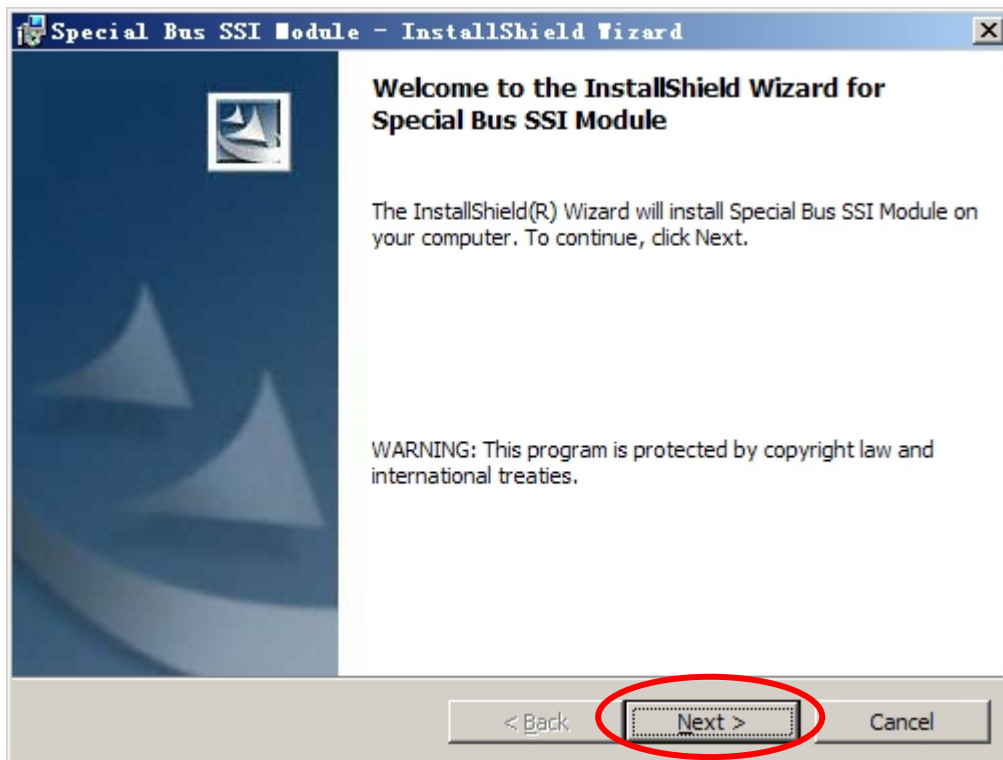 Special Bus SSI Module - InstallShield Wizard
Welcome to the InstallShield Wizard for
Special Bus SSI Module
The InstallShield(R) Wizard will install Special Bus SSI Module on
your computer. To continue, click Next.
WARNING: This program is protected by copyright law and
international treaties.
< Back
Next >
Cancel